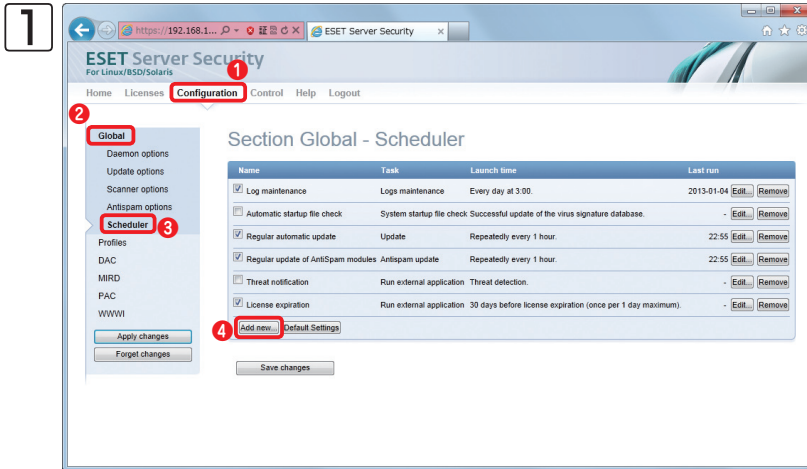 1
https://192.168.1...
ESET Server Security
ESET Server Security
For Linux/BSD/Solaris
1
Home Licenses Configuration Control Help Logout
2
Global
Daemon options
Update options
Scanner options
Antispam options
Scheduler
3
Profiles
DAC
MIRD
PAC
WWWI
Apply changes
Forget changes
Section Global - Scheduler
Name Task Launch time Last run
Log maintenance Logs maintenance Every day at 3:00. 2013-01-04 Edit... Remove
Automatic startup file check System startup file check Successful update of the virus signature database. - Edit... Remove
Regular automatic update Update Repeatedly every 1 hour. 22:55 Edit... Remove
Regular update of AntiSpam modules Antispam update Repeatedly every 1 hour. 22:55 Edit... Remove
Threat notification Run external application Threat detection. - Edit... Remove
License expiration Run external application 30 days before license expiration (once per 1 day maximum). - Edit... Remove
4
Add new... Default Settings
Save changes